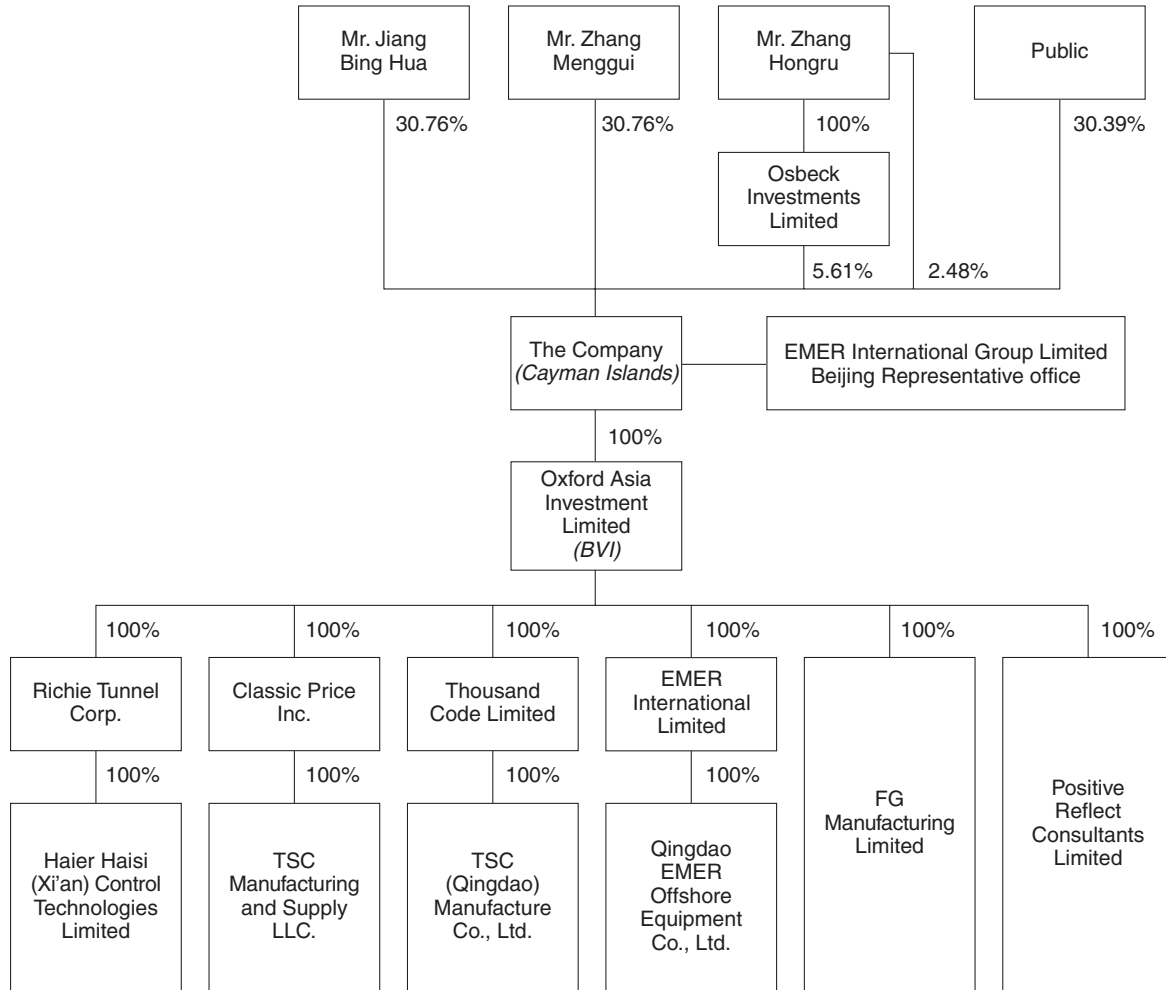 Mr. Jiang
Bing Hua
Mr. Zhang
Menggui
Mr. Zhang
Hongru
Public
30.76%
30.76%
100%
30.39%
Osbeck
Investments
Limited
5.61%
2.48%
The Company
(Cayman Islands)
EMER International Group Limited
Beijing Representative office
100%
Oxford Asia
Investment
Limited
(BVI)
100%
100%
100%
100%
100%
100%
Richie Tunnel
Corp.
Classic Price
Inc.
Thousand
Code Limited
EMER
International
Limited
100%
100%
100%
100%
Haier Haisi
(Xi'an) Control
Technologies
Limited
TSC
Manufacturing
and Supply
LLC.
TSC
(Qingdao)
Manufacture
Co., Ltd.
Qingdao
EMER
Offshore
Equipment
Co., Ltd.
FG
Manufacturing
Limited
Positive
Reflect
Consultants
Limited